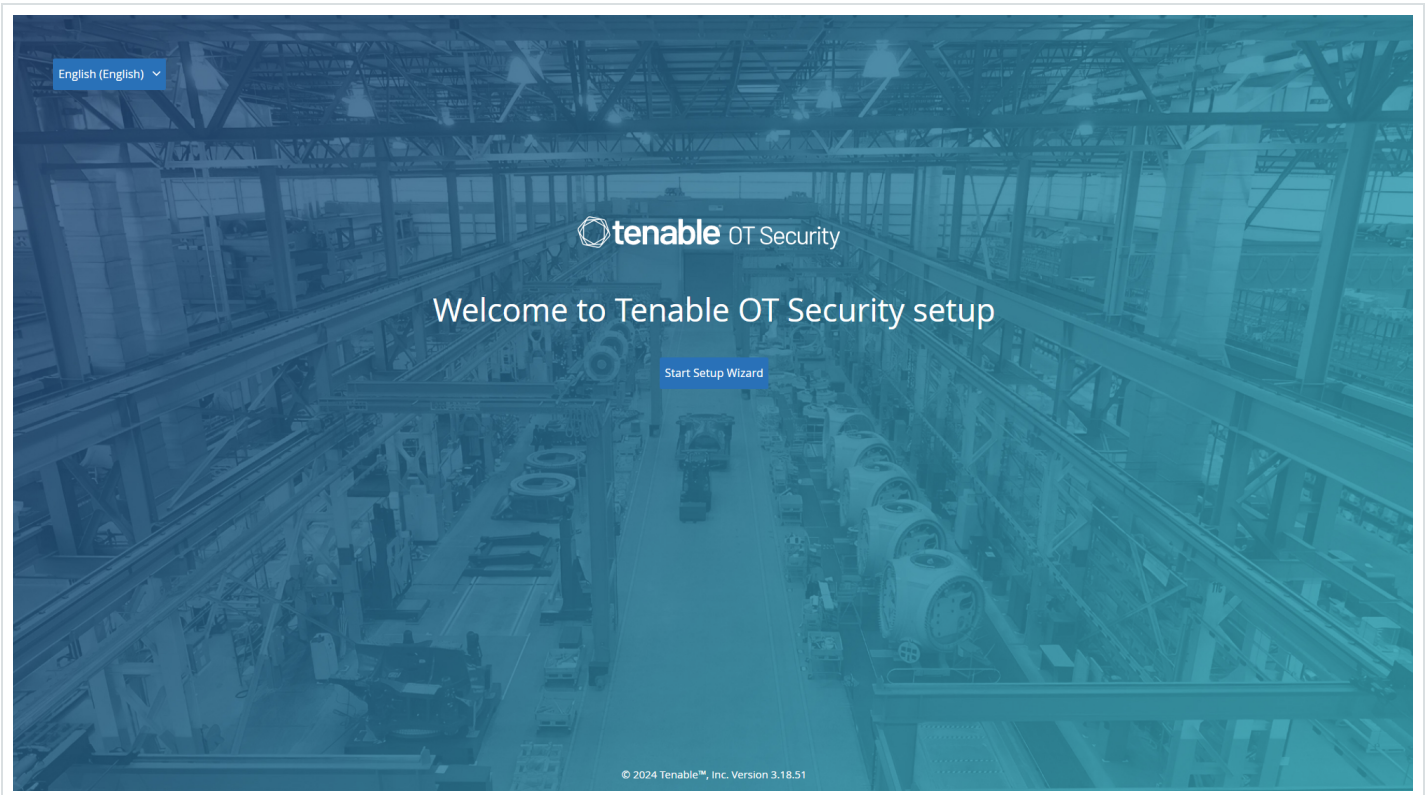 English (English)
tenable OT Security
Welcome to Tenable OT Security setup
Start Setup Wizard
© 2024 Tenable™, Inc. Version 3.18.51